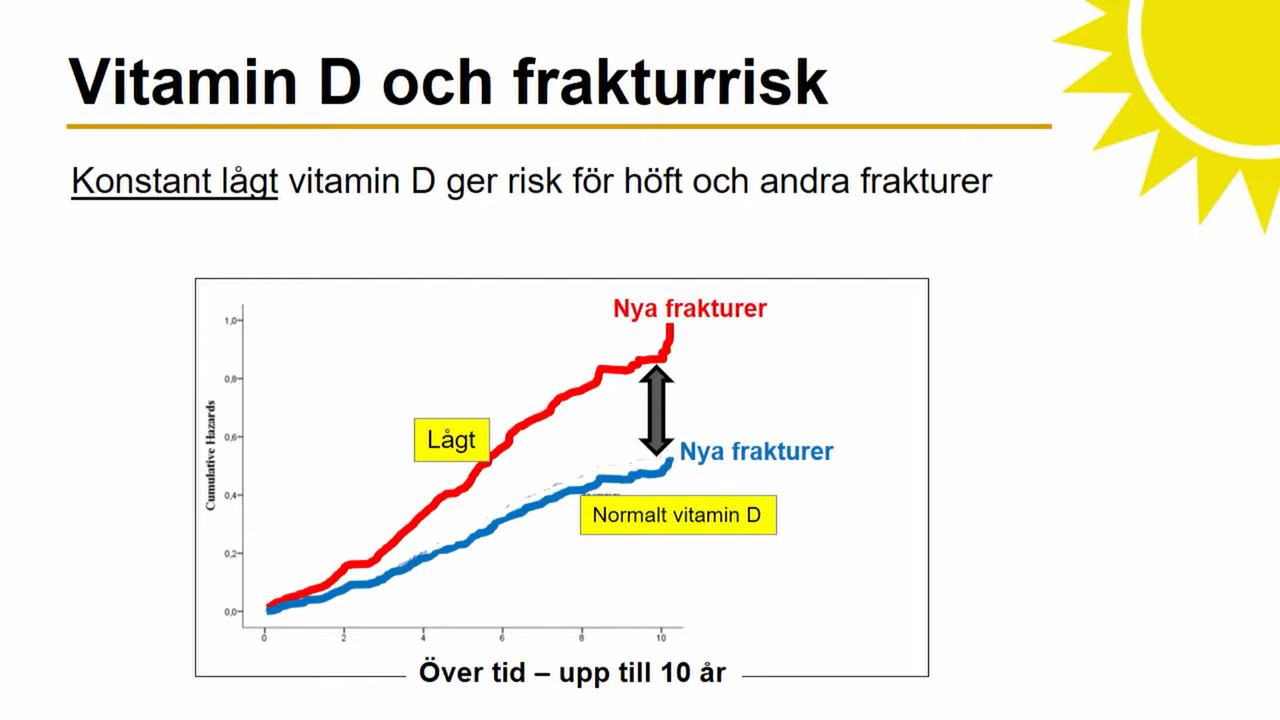 Vitamin D och frakturrisk
Konstant lågt vitamin D ger risk för höft och andra frakturer
Nya frakturer
1,0
0,8
Cumulative Hazards
Lågt
0,6
Nya frakturer
0,4
Normalt vitamin D
0,2
0,0
0 2 4 6 8 10
Över tid – upp till 10 år